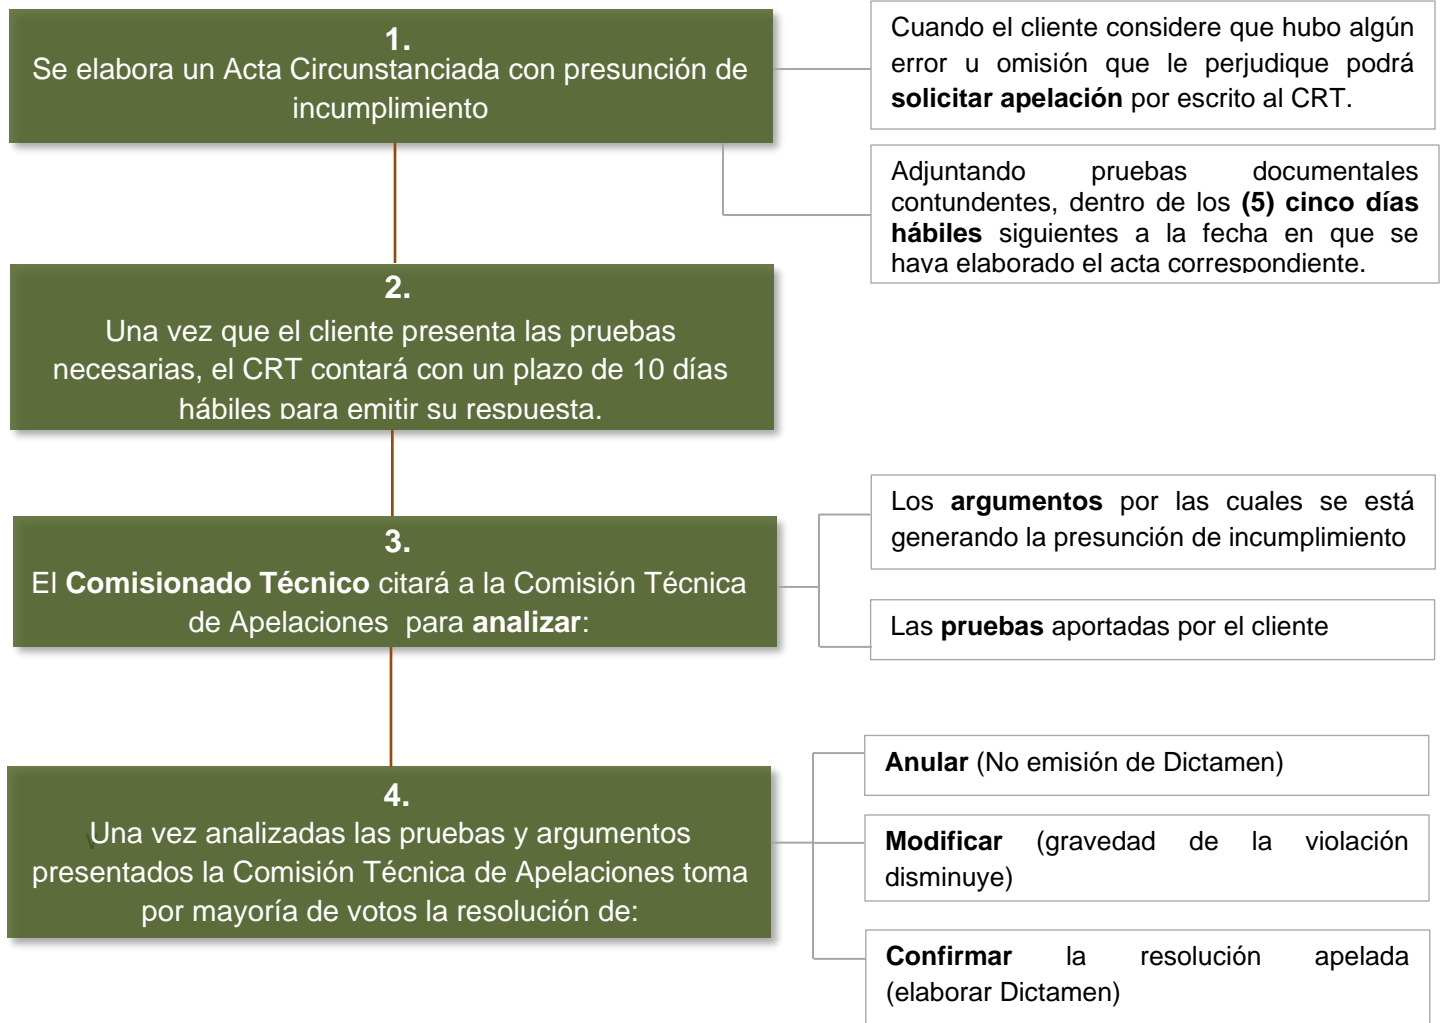 1.
Se elabora un Acta Circunstanciada con presunción de
incumplimiento
Cuando el cliente considere que hubo algún
error u omisión que le perjudique podrá
solicitar apelación por escrito al CRT.
Adjuntando pruebas documentales
contundentes, dentro de los (5) cinco días
hábiles siguientes a la fecha en que se
haya elaborado el acta correspondiente.
2.
Una vez que el cliente presenta las pruebas
necesarias, el CRT contará con un plazo de 10 días
hábiles para emitir su respuesta.
3.
El Comisionado Técnico citará a la Comisión Técnica
de Apelaciones para analizar:
Los argumentos por las cuales se está
generando la presunción de incumplimiento
Las pruebas aportadas por el cliente
4.
Una vez analizadas las pruebas y argumentos
presentados la Comisión Técnica de Apelaciones toma
por mayoría de votos la resolución de:
Anular (No emisión de Dictamen)
Modificar (gravedad de la violación
disminuye)
Confirmar la resolución apelada
(elaborar Dictamen)